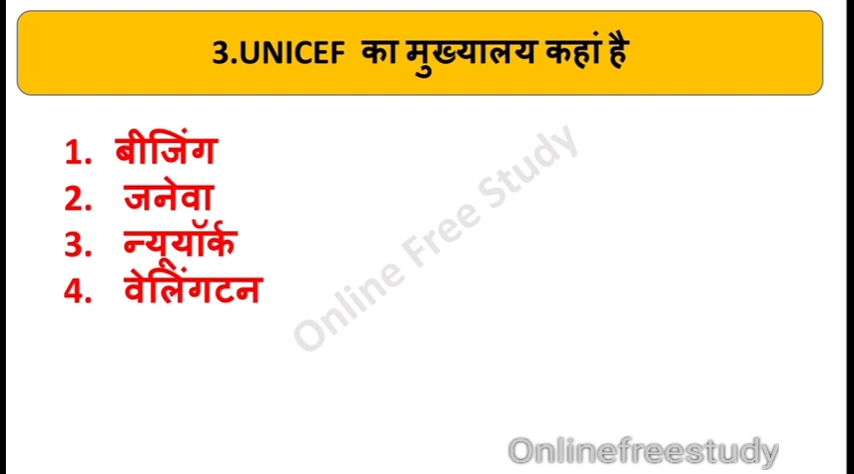 3.UNICEF का मुख्यालय कहां है
1. बीजिंग
2. जनेवा
3. न्यूयॉर्क
4. वेलिंगटन
Online Free Study
Onlinefreestudy